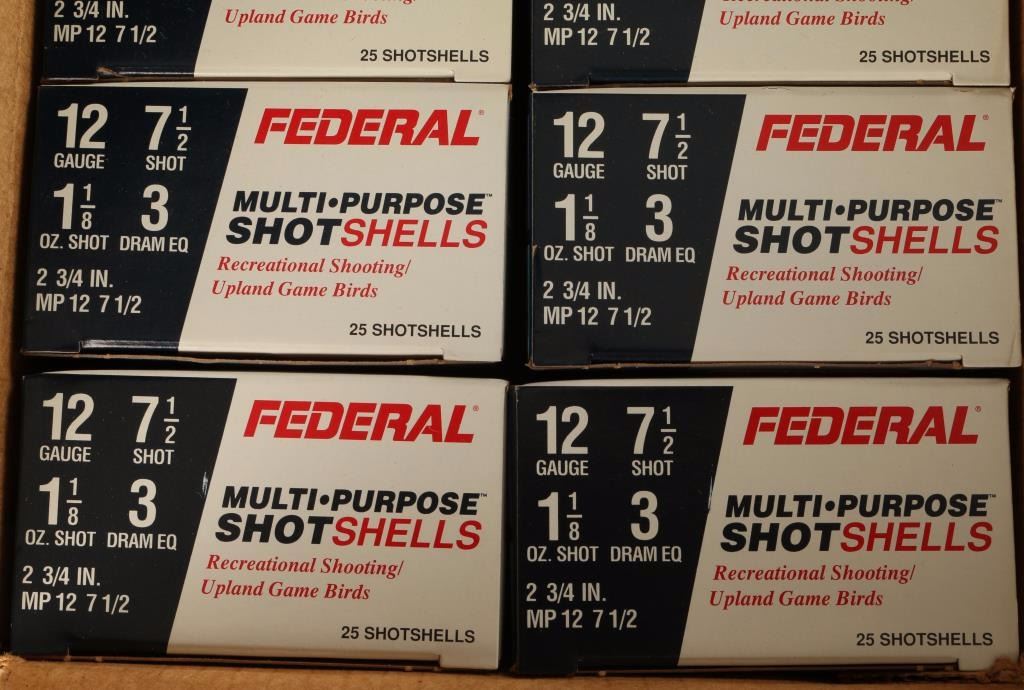 2 3/4 IN.
MP 12 7 1/2
Upland Game Birds
25 SHOTSHELLS
2 3/4 IN.
MP 12 7 1/2
Recreational Shooting/
Upland Game Birds
25 SHOTSHELLS
12 7 1/2
GAUGE SHOT
1 1/8 3
OZ. SHOT DRAM EQ
2 3/4 IN.
MP 12 7 1/2
FEDERAL®
MULTI•PURPOSE™
SHOTSHELLS
Recreational Shooting/
Upland Game Birds
25 SHOTSHELLS
12 7 1/2
GAUGE SHOT
1 1/8 3
OZ. SHOT DRAM EQ
2 3/4 IN.
MP 12 7 1/2
FEDERAL®
MULTI•PURPOSE™
SHOTSHELLS
Recreational Shooting/
Upland Game Birds
25 SHOTSHELLS
12 7 1/2
GAUGE SHOT
1 1/8 3
OZ. SHOT DRAM EQ
2 3/4 IN.
MP 12 7 1/2
FEDERAL®
MULTI•PURPOSE™
SHOTSHELLS
Recreational Shooting/
Upland Game Birds
25 SHOTSHELLS
12 7 1/2
GAUGE SHOT
1 1/8 3
OZ. SHOT DRAM EQ
2 3/4 IN.
MP 12 7 1/2
FEDERAL®
MULTI•PURPOSE™
SHOTSHELLS
Recreational Shooting/
Upland Game Birds
25 SHOTSHELLS